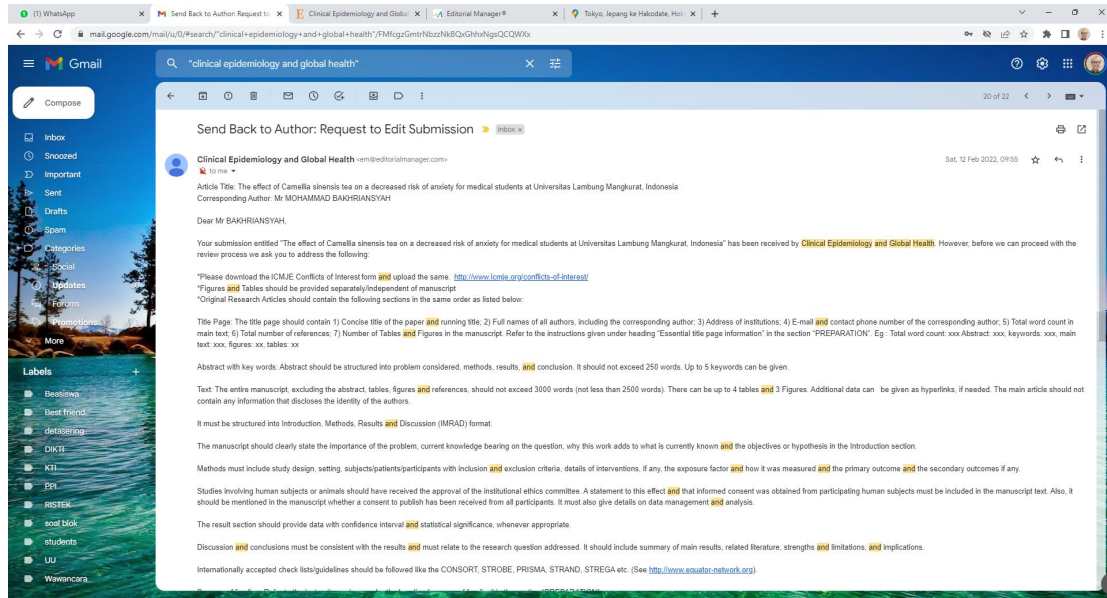 (1) WhatsApp
Send Back to Author: Request to
Clinical Epidemiology and Global
Editorial Manager®
Tokyo, Jepang ke Hakodate, Hok
mail.google.com/mail/u/0/#search/"clinical+epidemiology+and+global+health"/FMfcgzGmtrNbzzNkBQxGhhxNgsQCQWXx
Gmail
"clinical epidemiology and global health"
Compose
20 of 22
Inbox
Snoozed
Important
Sent
Drafts
Spam
Categories
Social
Updates
Forums
Promotions
More
Labels
Beasiswa
Best friend
detasering
DIKTI
KTI
PPI
RISTEK
soal blok
students
UU
Wawancara
Send Back to Author: Request to Edit Submission
Inbox x
Clinical Epidemiology and Global Health <em@editorialmanager.com>
Sat, 12 Feb 2022, 09:55
to me
Article Title: The effect of Camellia sinensis tea on a decreased risk of anxiety for medical students at Universitas Lambung Mangkurat, Indonesia
Corresponding Author: Mr MOHAMMAD BAKHRIANSYAH
Dear Mr BAKHRIANSYAH,
Your submission entitled "The effect of Camellia sinensis tea on a decreased risk of anxiety for medical students at Universitas Lambung Mangkurat, Indonesia" has been received by Clinical Epidemiology and Global Health. However, before we can proceed with the
review process we ask you to address the following:
*Please download the ICMJE Conflicts of Interest form and upload the same. http://www.icmje.org/conflicts-of-interest/
*Figures and Tables should be provided separately/independent of manuscript
*Original Research Articles should contain the following sections in the same order as listed below:
Title Page: The title page should contain 1) Concise title of the paper and running title; 2) Full names of all authors, including the corresponding author; 3) Address of institutions; 4) E-mail and contact phone number of the corresponding author; 5) Total word count in
main text; 6) Total number of references; 7) Number of Tables and Figures in the manuscript. Refer to the instructions given under heading "Essential title page information" in the section "PREPARATION". Eg : Total word count: xxx Abstract: xxx, keywords: xxx, main
text: xxx, figures: xx, tables: xx
Abstract with key words: Abstract should be structured into problem considered, methods, results, and conclusion. It should not exceed 250 words. Up to 5 keywords can be given.
Text: The entire manuscript, excluding the abstract, tables, figures and references, should not exceed 3000 words (not less than 2500 words). There can be up to 4 tables and 3 Figures. Additional data can be given as hyperlinks, if needed. The main article should not
contain any information that discloses the identity of the authors.
It must be structured into Introduction, Methods, Results and Discussion (IMRAD) format.
The manuscript should clearly state the importance of the problem, current knowledge bearing on the question, why this work adds to what is currently known and the objectives or hypothesis in the Introduction section.
Methods must include study design, setting, subjects/patients/participants with inclusion and exclusion criteria, details of interventions, if any, the exposure factor and how it was measured and the primary outcome and the secondary outcomes if any.
Studies involving human subjects or animals should have received the approval of the institutional ethics committee. A statement to this effect and that informed consent was obtained from participating human subjects must be included in the manuscript text. Also, it
should be mentioned in the manuscript whether a consent to publish has been received from all participants. It must also give details on data management and analysis.
The result section should provide data with confidence interval and statistical significance, whenever appropriate.
Discussion and conclusions must be consistent with the results and must relate to the research question addressed. It should include summary of main results, related literature, strengths and limitations, and implications.
Internationally accepted check lists/guidelines should be followed like the CONSORT, STROBE, PRISMA, STRAND, STREGA etc. (See http://www.equator-network.org).